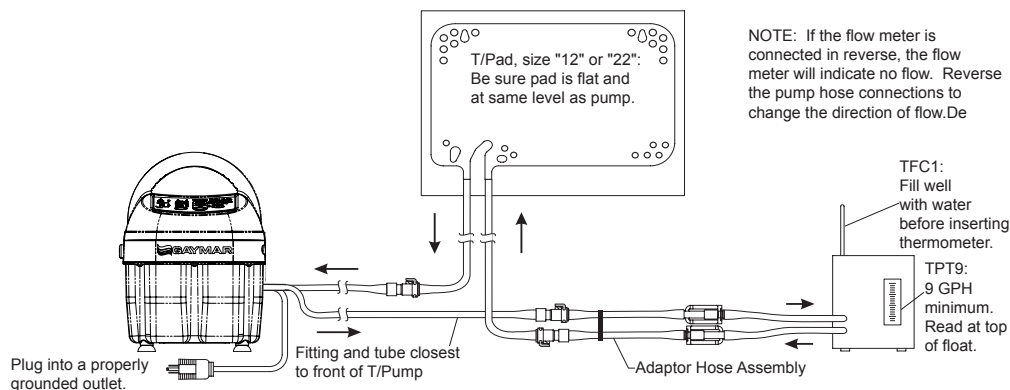 T/Pad, size "12" or "22":
Be sure pad is flat and
at same level as pump.
NOTE: If the flow meter is
connected in reverse, the flow
meter will indicate no flow. Reverse
the pump hose connections to
change the direction of flow.De
TFC1:
Fill well
with water
before inserting
thermometer.
TPT9:
9 GPH
minimum.
Read at top
of float.
GAYMAR
Plug into a properly
grounded outlet.
Fitting and tube closest
to front of T/Pump
Adaptor Hose Assembly